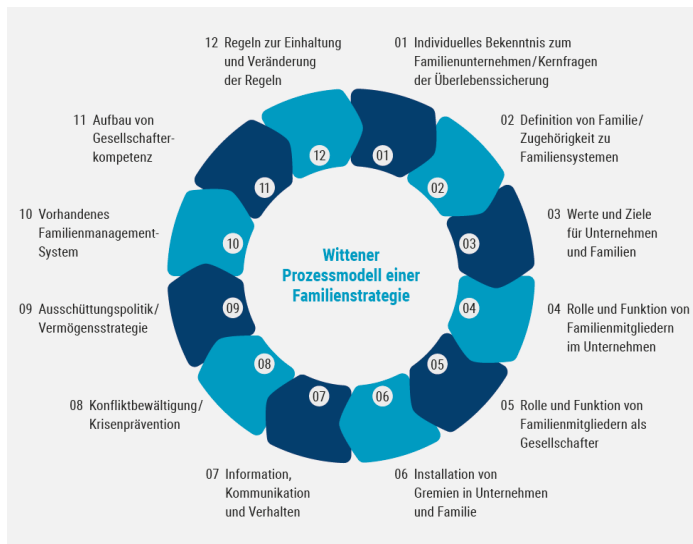 12 Regeln zur Einhaltung
und Veränderung
der Regeln
01 Individuelles Bekenntnis zum
Familienunternehmen/Kernfragen
der Überlebenssicherung
11 Aufbau von
Gesellschafter-
kompetenz
02 Definition von Familie/
Zugehörigkeit zu
Familiensystemen
10 Vorhandenes
Familienmanagement-
System
03 Werte und Ziele
für Unternehmen
und Familien
09 Ausschüttungspolitik/
Vermögensstrategie
04 Rolle und Funktion von
Familienmitgliedern
im Unternehmen
08 Konfliktbewältigung/
Krisenprävention
05 Rolle und Funktion von
Familienmitgliedern als
Gesellschafter
07 Information,
Kommunikation
und Verhalten
06 Installation von
Gremien in Unternehmen
und Familie
Wittener
Prozessmodell einer
Familienstrategie
01
02
03
04
05
06
07
08
09
10
11
12